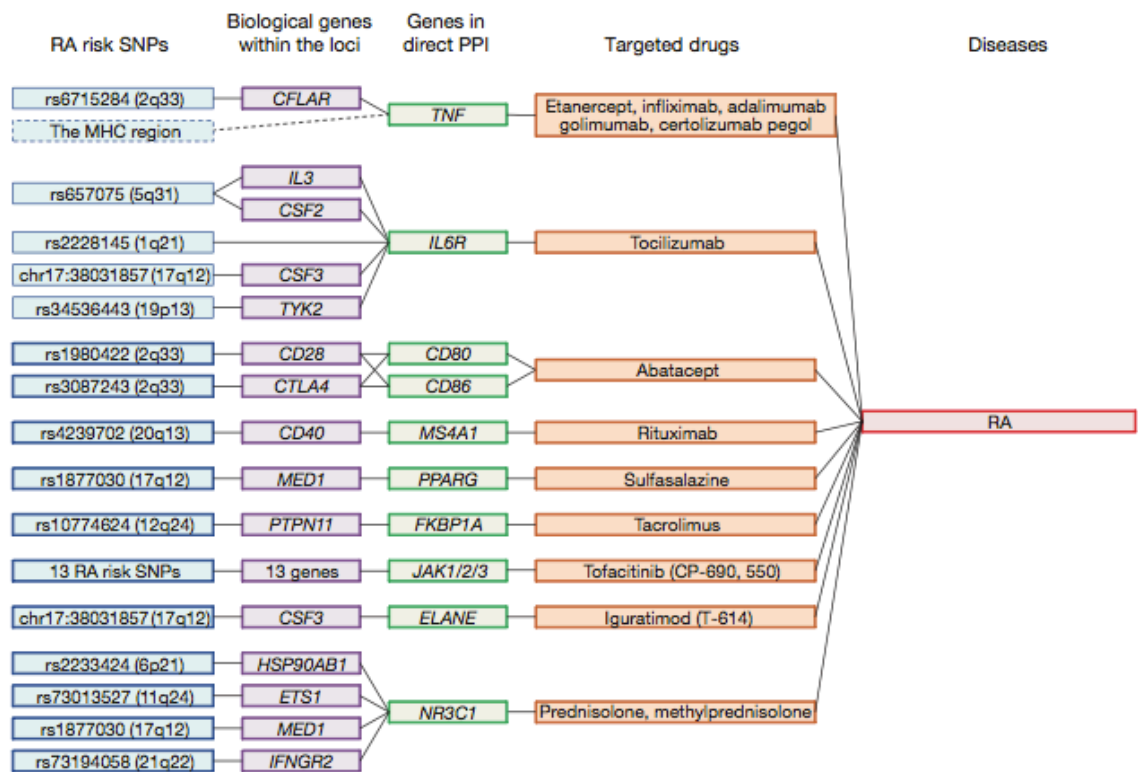 RA risk SNPs
Biological genes
within the loci
Genes in
direct PPI
Targeted drugs
Diseases
rs6715284 (2q33)
CFLAR
The MHC region
TNF
Etanercept, infliximab, adalimumab
golimumab, certolizumab pegol
rs657075 (5q31)
IL3
CSF2
rs2228145 (1q21)
IL6R
Tocilizumab
chr17:38031857 (17q12)
CSF3
rs34536443 (19p13)
TYK2
rs1980422 (2q33)
CD28
CD80
rs3087243 (2q33)
CTLA4
CD86
Abatacept
rs4239702 (20q13)
CD40
MS4A1
Rituximab
RA
rs1877030 (17q12)
MED1
PPARG
Sulfasalazine
rs10774624 (12q24)
PTPN11
FKBP1A
Tacrolimus
13 RA risk SNPs
13 genes
JAK1/2/3
Tofacitinib (CP-690, 550)
chr17:38031857 (17q12)
CSF3
ELANE
Iguratimod (T-614)
rs2233424 (6p21)
HSP90AB1
rs73013527 (11q24)
ETS1
NR3C1
Prednisolone, methylprednisolone
rs1877030 (17q12)
MED1
rs73194058 (21q22)
IFNGR2